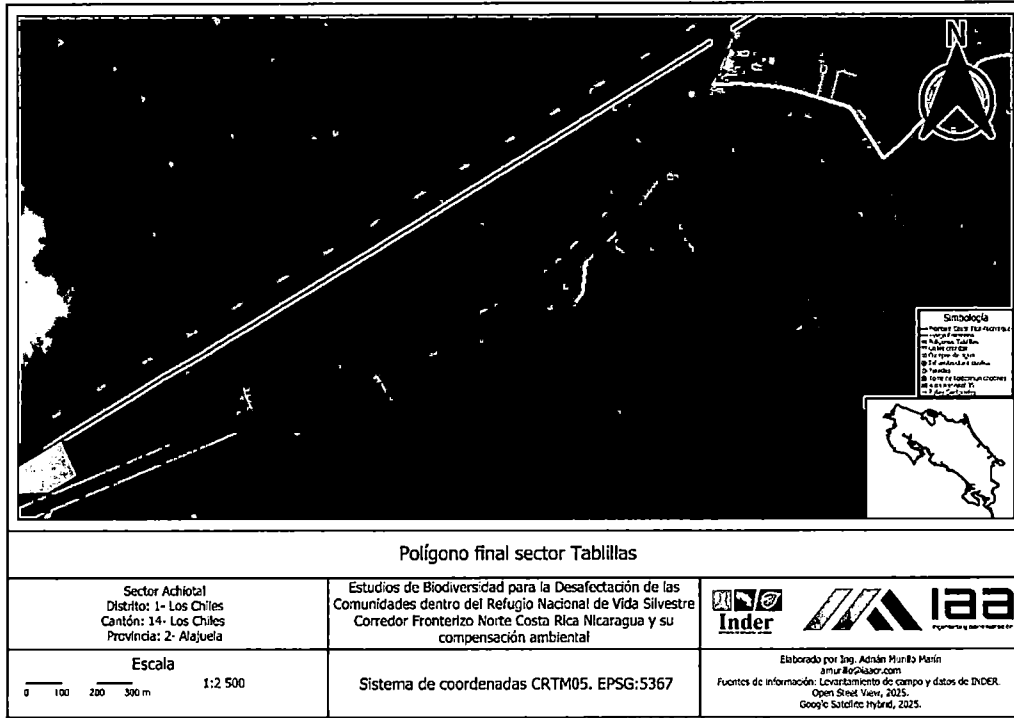 N
Simbología
Polígono final sector Tablillas
Sector Achiotal
Distrito: 1- Los Chiles
Cantón: 14- Los Chiles
Provincia: 2- Alajuela
Estudios de Biodiversidad para la Desafectación de las
Comunidades dentro del Refugio Nacional de Vida Silvestre
Corredor Fronterizo Norte Costa Rica Nicaragua y su
compensación ambiental
Inder
iaa
Escala
0 100 200 300 m
1:2 500
Sistema de coordenadas CRTM05. EPSG:5367
Elaborado por Ing. Adrián Murillo Marín
Fuentes de información: Levantamiento de campo y datos de INDER.
Open Street View, 2025.
Google Satelite Hybrid, 2025.